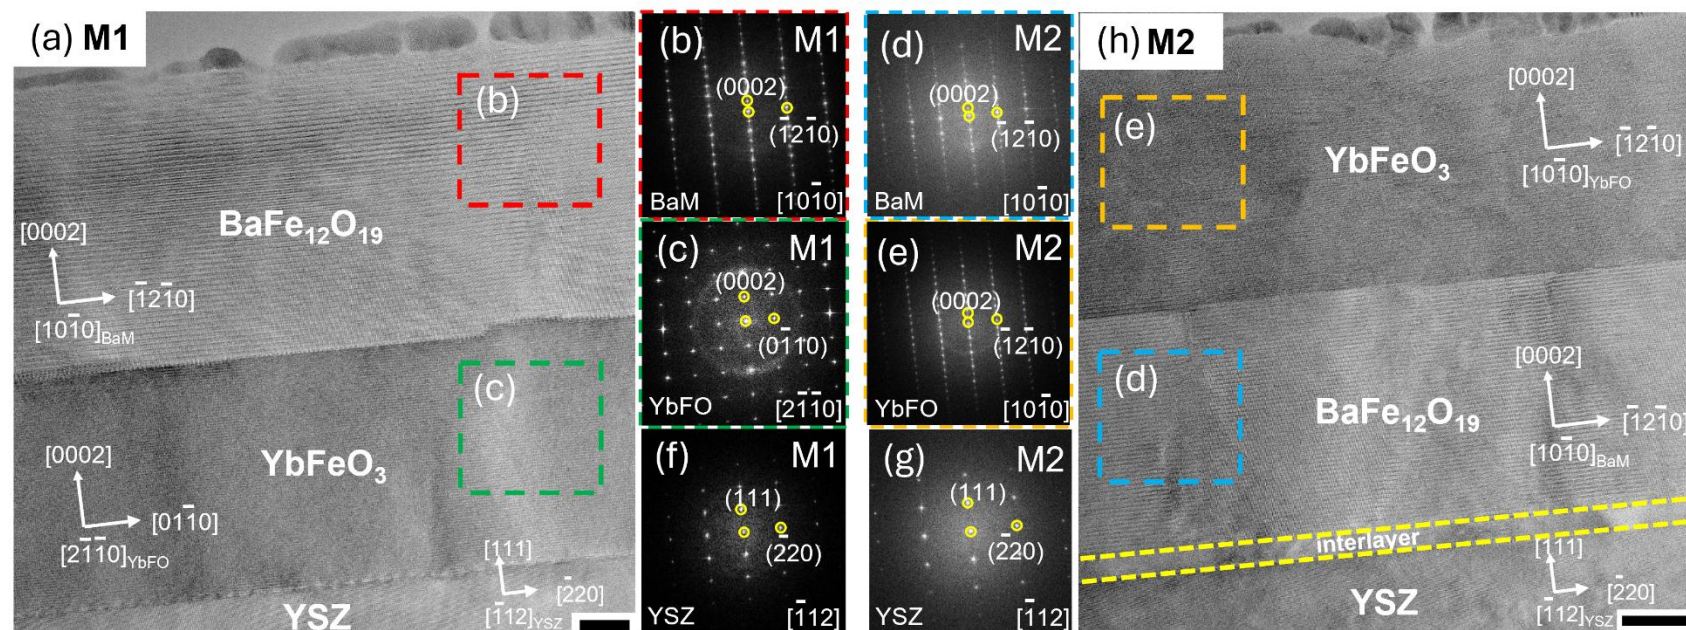 (a) M1
(b)
BaFe₁₂O₁₉
[0002]
[1̄21̄0]
[101̄0]BaM
(c)
YbFeO₃
[0002]
[011̄0]
[21̄1̄0]YbFO
[111]
[2̄20]
[1̄12]YSZ
YSZ
(b) M1
(0002)
(1̄21̄0)
BaM [101̄0]
(c) M1
(0002)
(01̄10)
YbFO [21̄1̄0]
(f) M1
(111)
(2̄20)
YSZ [1̄12]
(d) M2
(0002)
(1̄21̄0)
BaM [101̄0]
(e) M2
(0002)
(1̄21̄0)
YbFO [101̄0]
(g) M2
(111)
(2̄20)
YSZ [1̄12]
(h) M2
(e)
YbFeO₃
[0002]
[1̄21̄0]
[101̄0]YbFO
(d)
BaFe₁₂O₁₉
[0002]
[1̄21̄0]
[101̄0]BaM
interlayer
[111]
[2̄20]
[1̄12]YSZ
YSZ